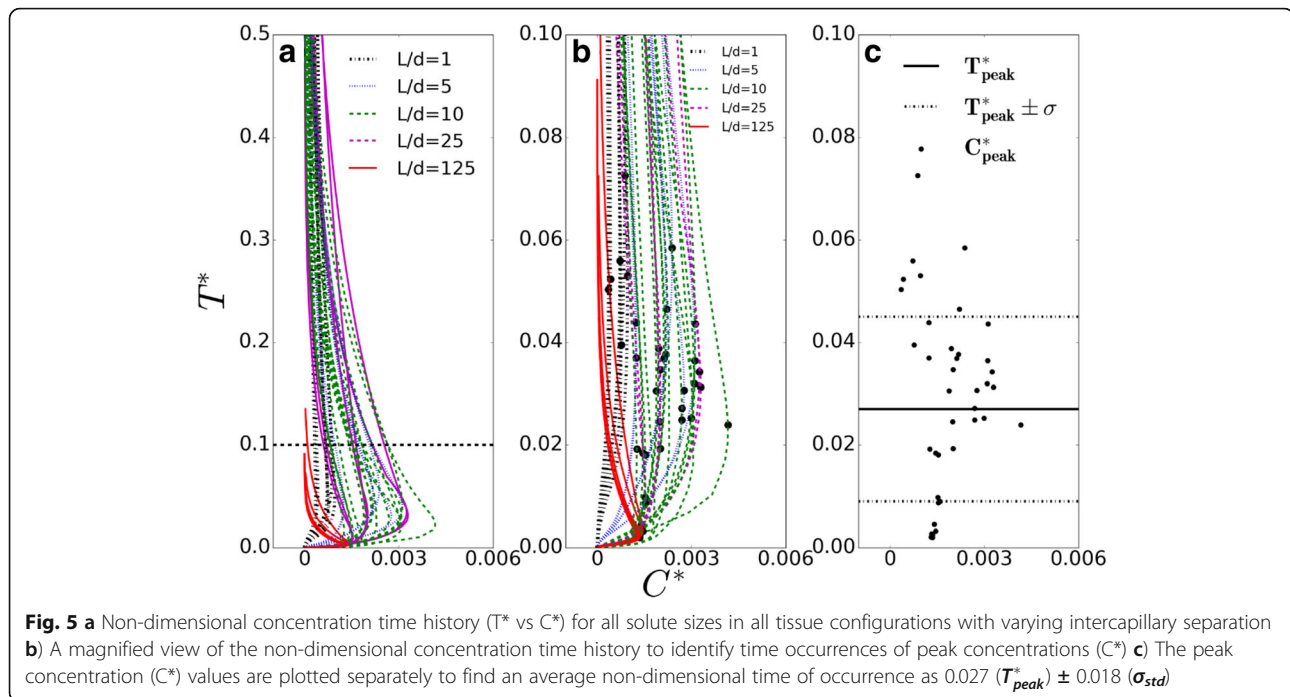 a
0.5
0.4
0.3
0.2
0.1
0.0
0
0.003
0.006
L/d=1
L/d=5
L/d=10
L/d=25
L/d=125
T*
b
0.10
0.08
0.06
0.04
0.02
0.00
0
0.003
0.006
L/d=1
L/d=5
L/d=10
L/d=25
L/d=125
C*
c
0.10
0.08
0.06
0.04
0.02
0.00
0
0.003
0.006
T*peak
T*peak ± σ
C*peak
Fig. 5 a Non-dimensional concentration time history (T* vs C*) for all solute sizes in all tissue configurations with varying intercapillary separation
b) A magnified view of the non-dimensional concentration time history to identify time occurrences of peak concentrations (C*) c) The peak
concentration (C*) values are plotted separately to find an average non-dimensional time of occurrence as 0.027 (T*peak) ± 0.018 (σstd)